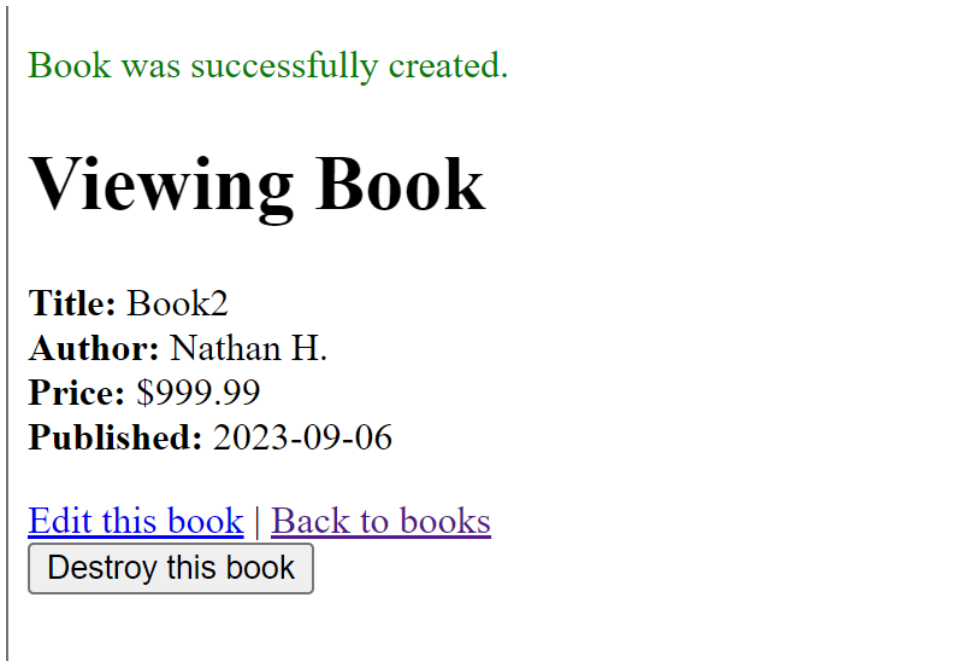 Book was successfully created.
Viewing Book
Title: Book2
Author: Nathan H.
Price: $999.99
Published: 2023-09-06
Edit this book | Back to books
Destroy this book